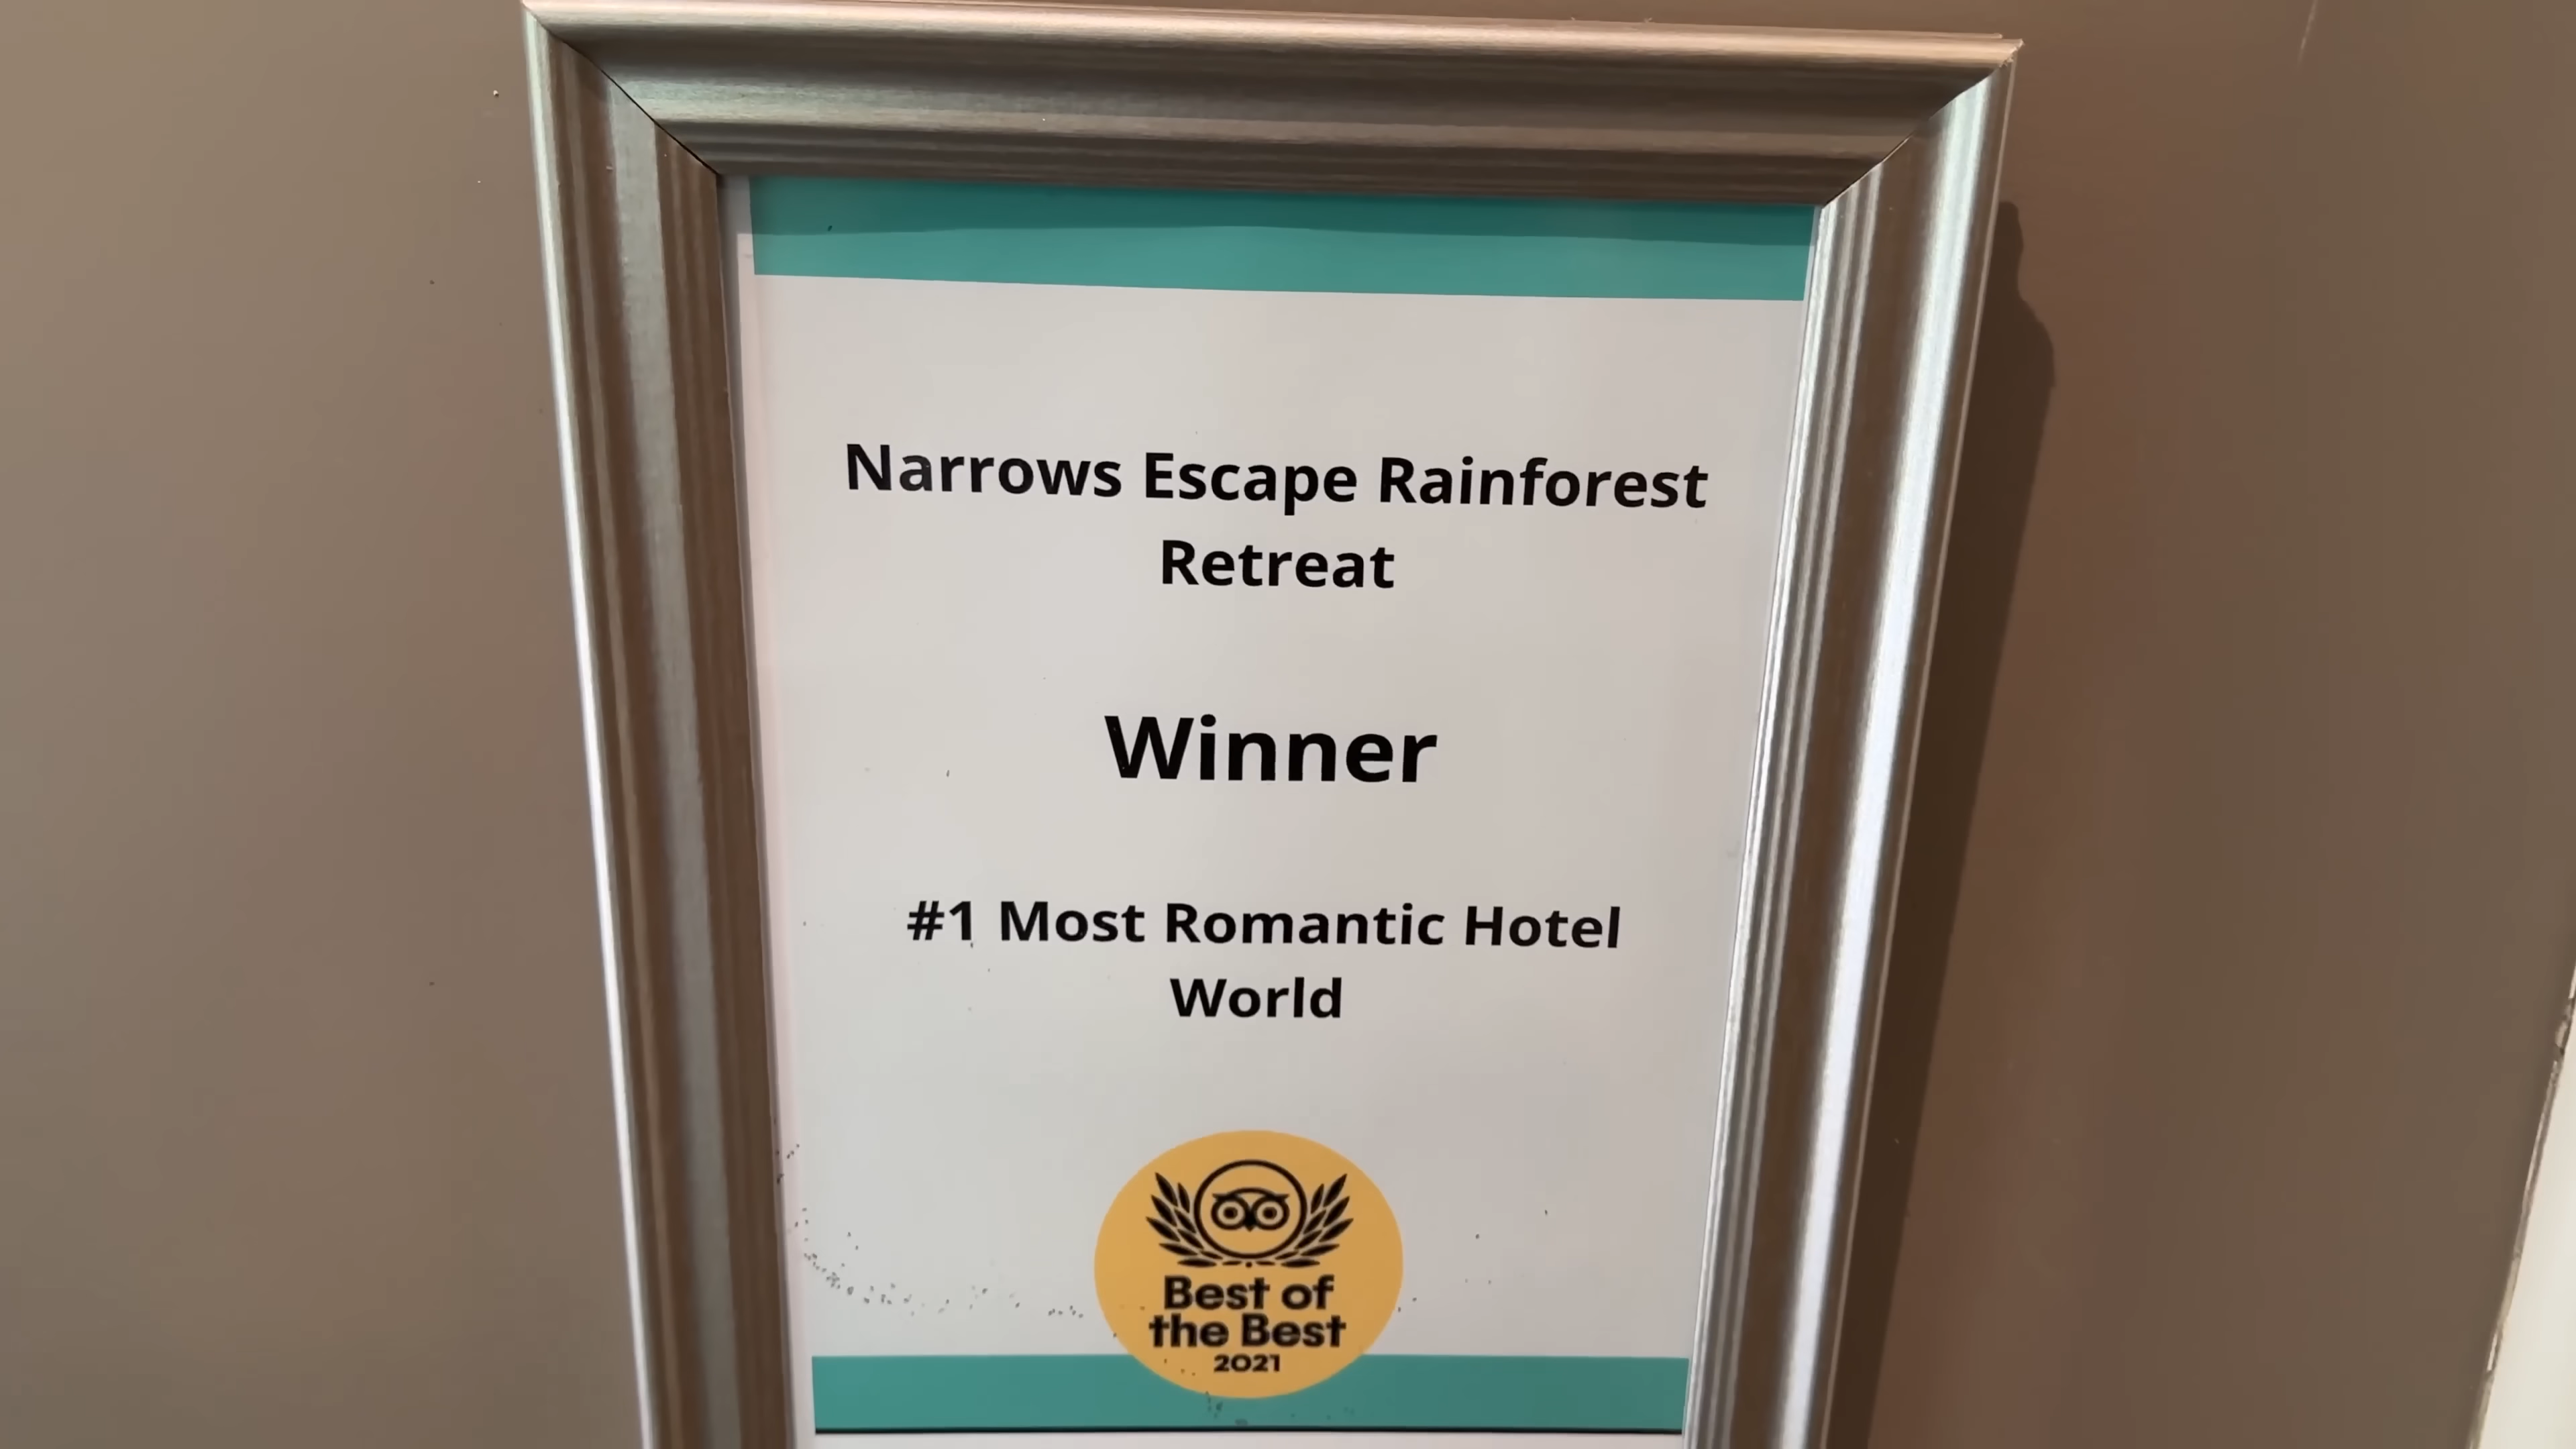 Narrows Escape Rainforest
Retreat
Winner
#1 Most Romantic Hotel
World
Best of
the Best
2021